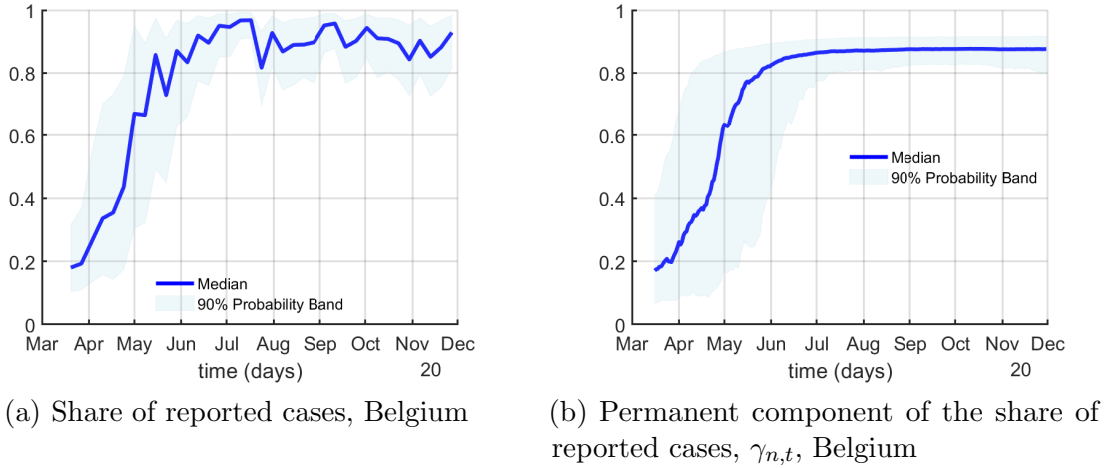 1
0.8
0.6
0.4
0.2
0
Mar Apr May Jun Jul Aug Sep Oct Nov Dec
time (days)
20
Median
90% Probability Band
(a) Share of reported cases, Belgium
1
0.8
0.6
0.4
0.2
0
Mar Apr May Jun Jul Aug Sep Oct Nov Dec
time (days)
20
Median
90% Probability Band
(b) Permanent component of the share of
reported cases, γn,t, Belgium